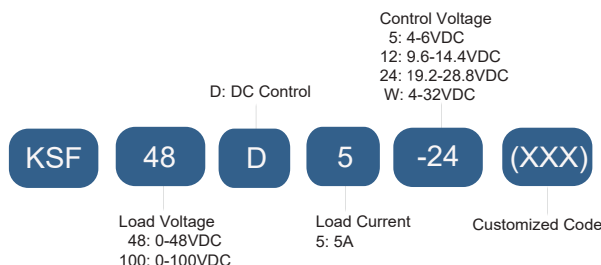 Control Voltage
5: 4-6VDC
12: 9.6-14.4VDC
24: 19.2-28.8VDC
W: 4-32VDC
D: DC Control
KSF 48 D 5 -24 (XXX)
Load Voltage
48: 0-48VDC
100: 0-100VDC
Load Current
5: 5A
Customized Code